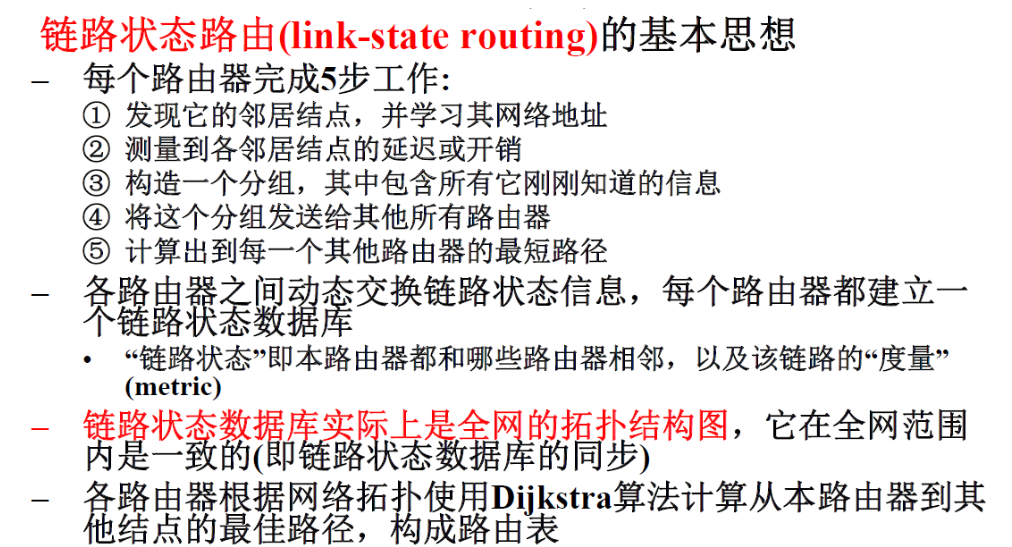 链路状态路由(link-state routing)的基本思想
– 每个路由器完成5步工作:
① 发现它的邻居结点，并学习其网络地址
② 测量到各邻居结点的延迟或开销
③ 构造一个分组，其中包含所有它刚刚知道的信息
④ 将这个分组发送给其他所有路由器
⑤ 计算出到每一个其他路由器的最短路径
– 各路由器之间动态交换链路状态信息，每个路由器都建立一
个链路状态数据库
• “链路状态”即本路由器都和哪些路由器相邻，以及该链路的“度量”
(metric)
– 链路状态数据库实际上是全网的拓扑结构图，它在全网范围
内是一致的(即链路状态数据库的同步)
– 各路由器根据网络拓扑使用Dijkstra算法计算从本路由器到其
他结点的最佳路径，构成路由表